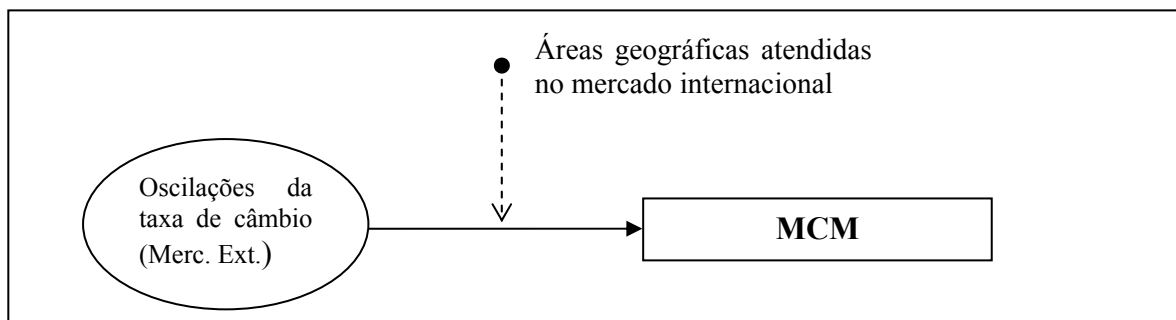 Áreas geográficas atendidas
no mercado internacional
Oscilações da
taxa de câmbio
(Merc. Ext.)
MCM